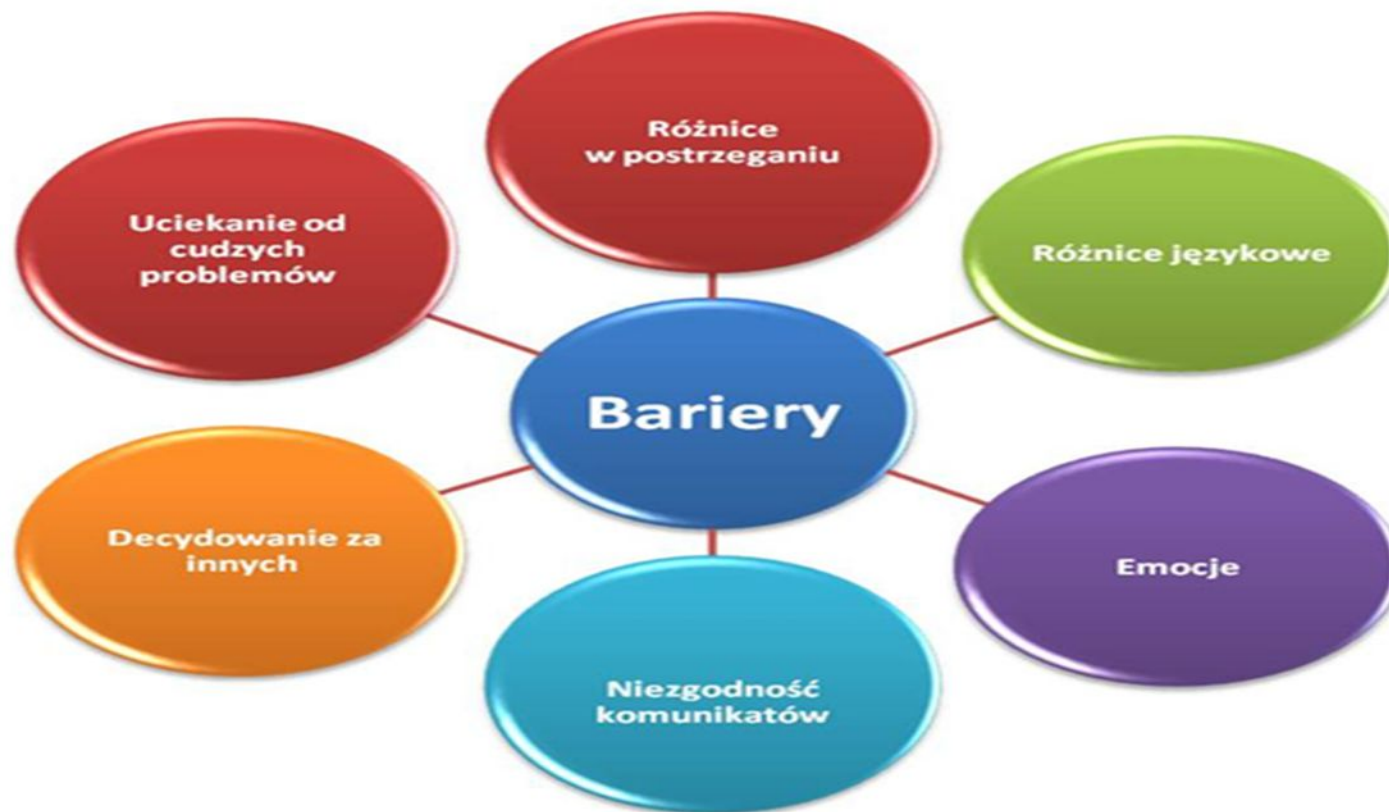 Różnice
w postrzeganiu
Uciekanie od
cudzych
problemów
Różnice językowe
Bariery
Decydowanie za
innych
Emocje
Niezgodność
komunikatów